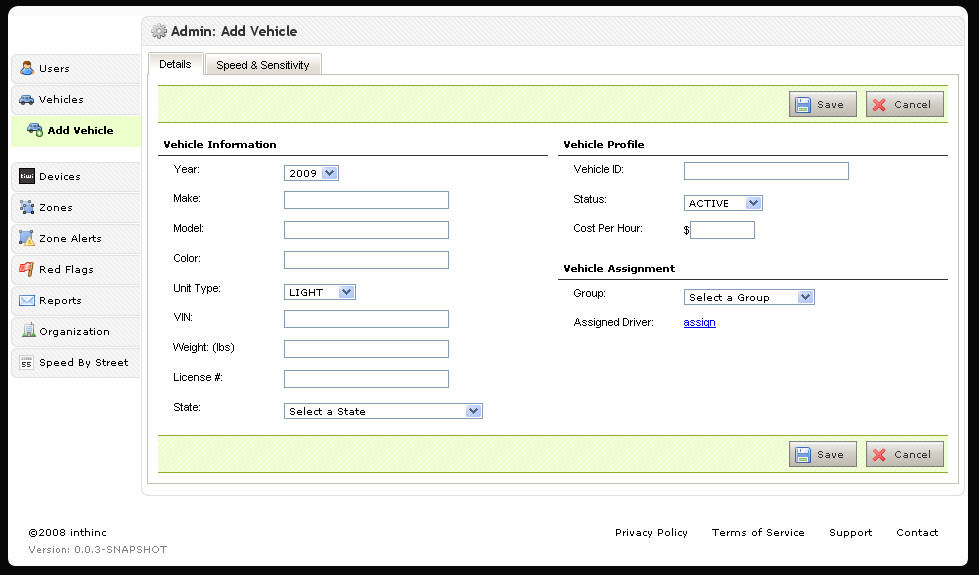 Admin: Add Vehicle
Users
Vehicles
Add Vehicle
tiwi Devices
Zones
Zone Alerts
Red Flags
Reports
Organization
55 Speed By Street
Details Speed & Sensitivity
Save Cancel
Vehicle Information
Year: 2009
Make:
Model:
Color:
Unit Type: LIGHT
VIN:
Weight: (lbs)
License #:
State: Select a State
Vehicle Profile
Vehicle ID:
Status: ACTIVE
Cost Per Hour: $
Vehicle Assignment
Group: Select a Group
Assigned Driver: assign
Save Cancel
©2008 inthinc
Version: 0.0.3-SNAPSHOT
Privacy Policy Terms of Service Support Contact